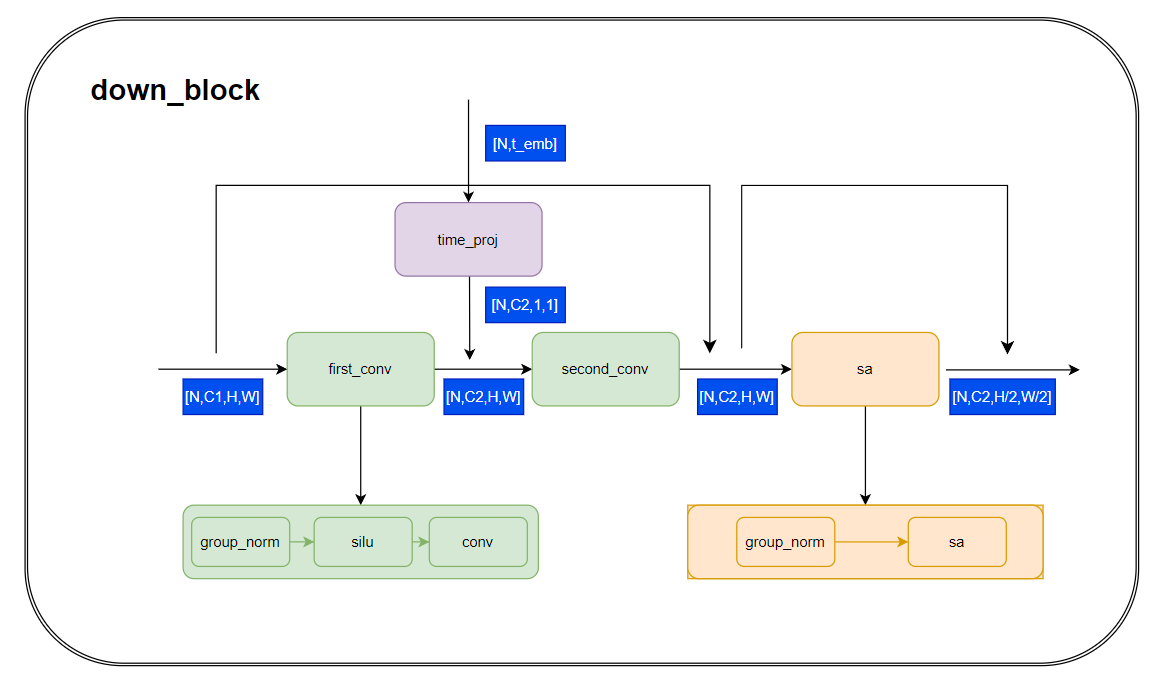 down_block
[N,t_emb]
time_proj
[N,C2,1,1]
first_conv
second_conv
sa
[N,C1,H,W]
[N,C2,H,W]
[N,C2,H,W]
[N,C2,H/2,W/2]
group_norm
silu
conv
group_norm
sa